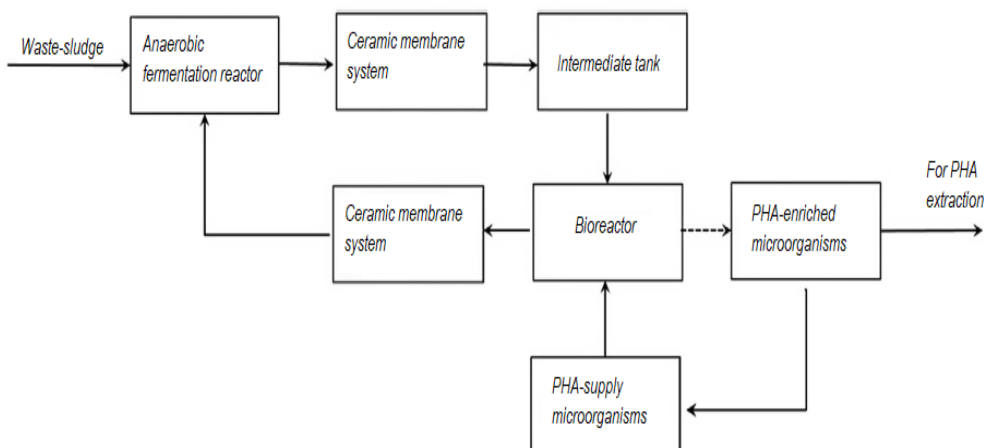 Waste-sludge
Anaerobic
fermentation reactor
Ceramic membrane
system
Intermediate tank
For PHA
extraction
Ceramic membrane
system
Bioreactor
PHA-enriched
microorganisms
PHA-supply
microorganisms